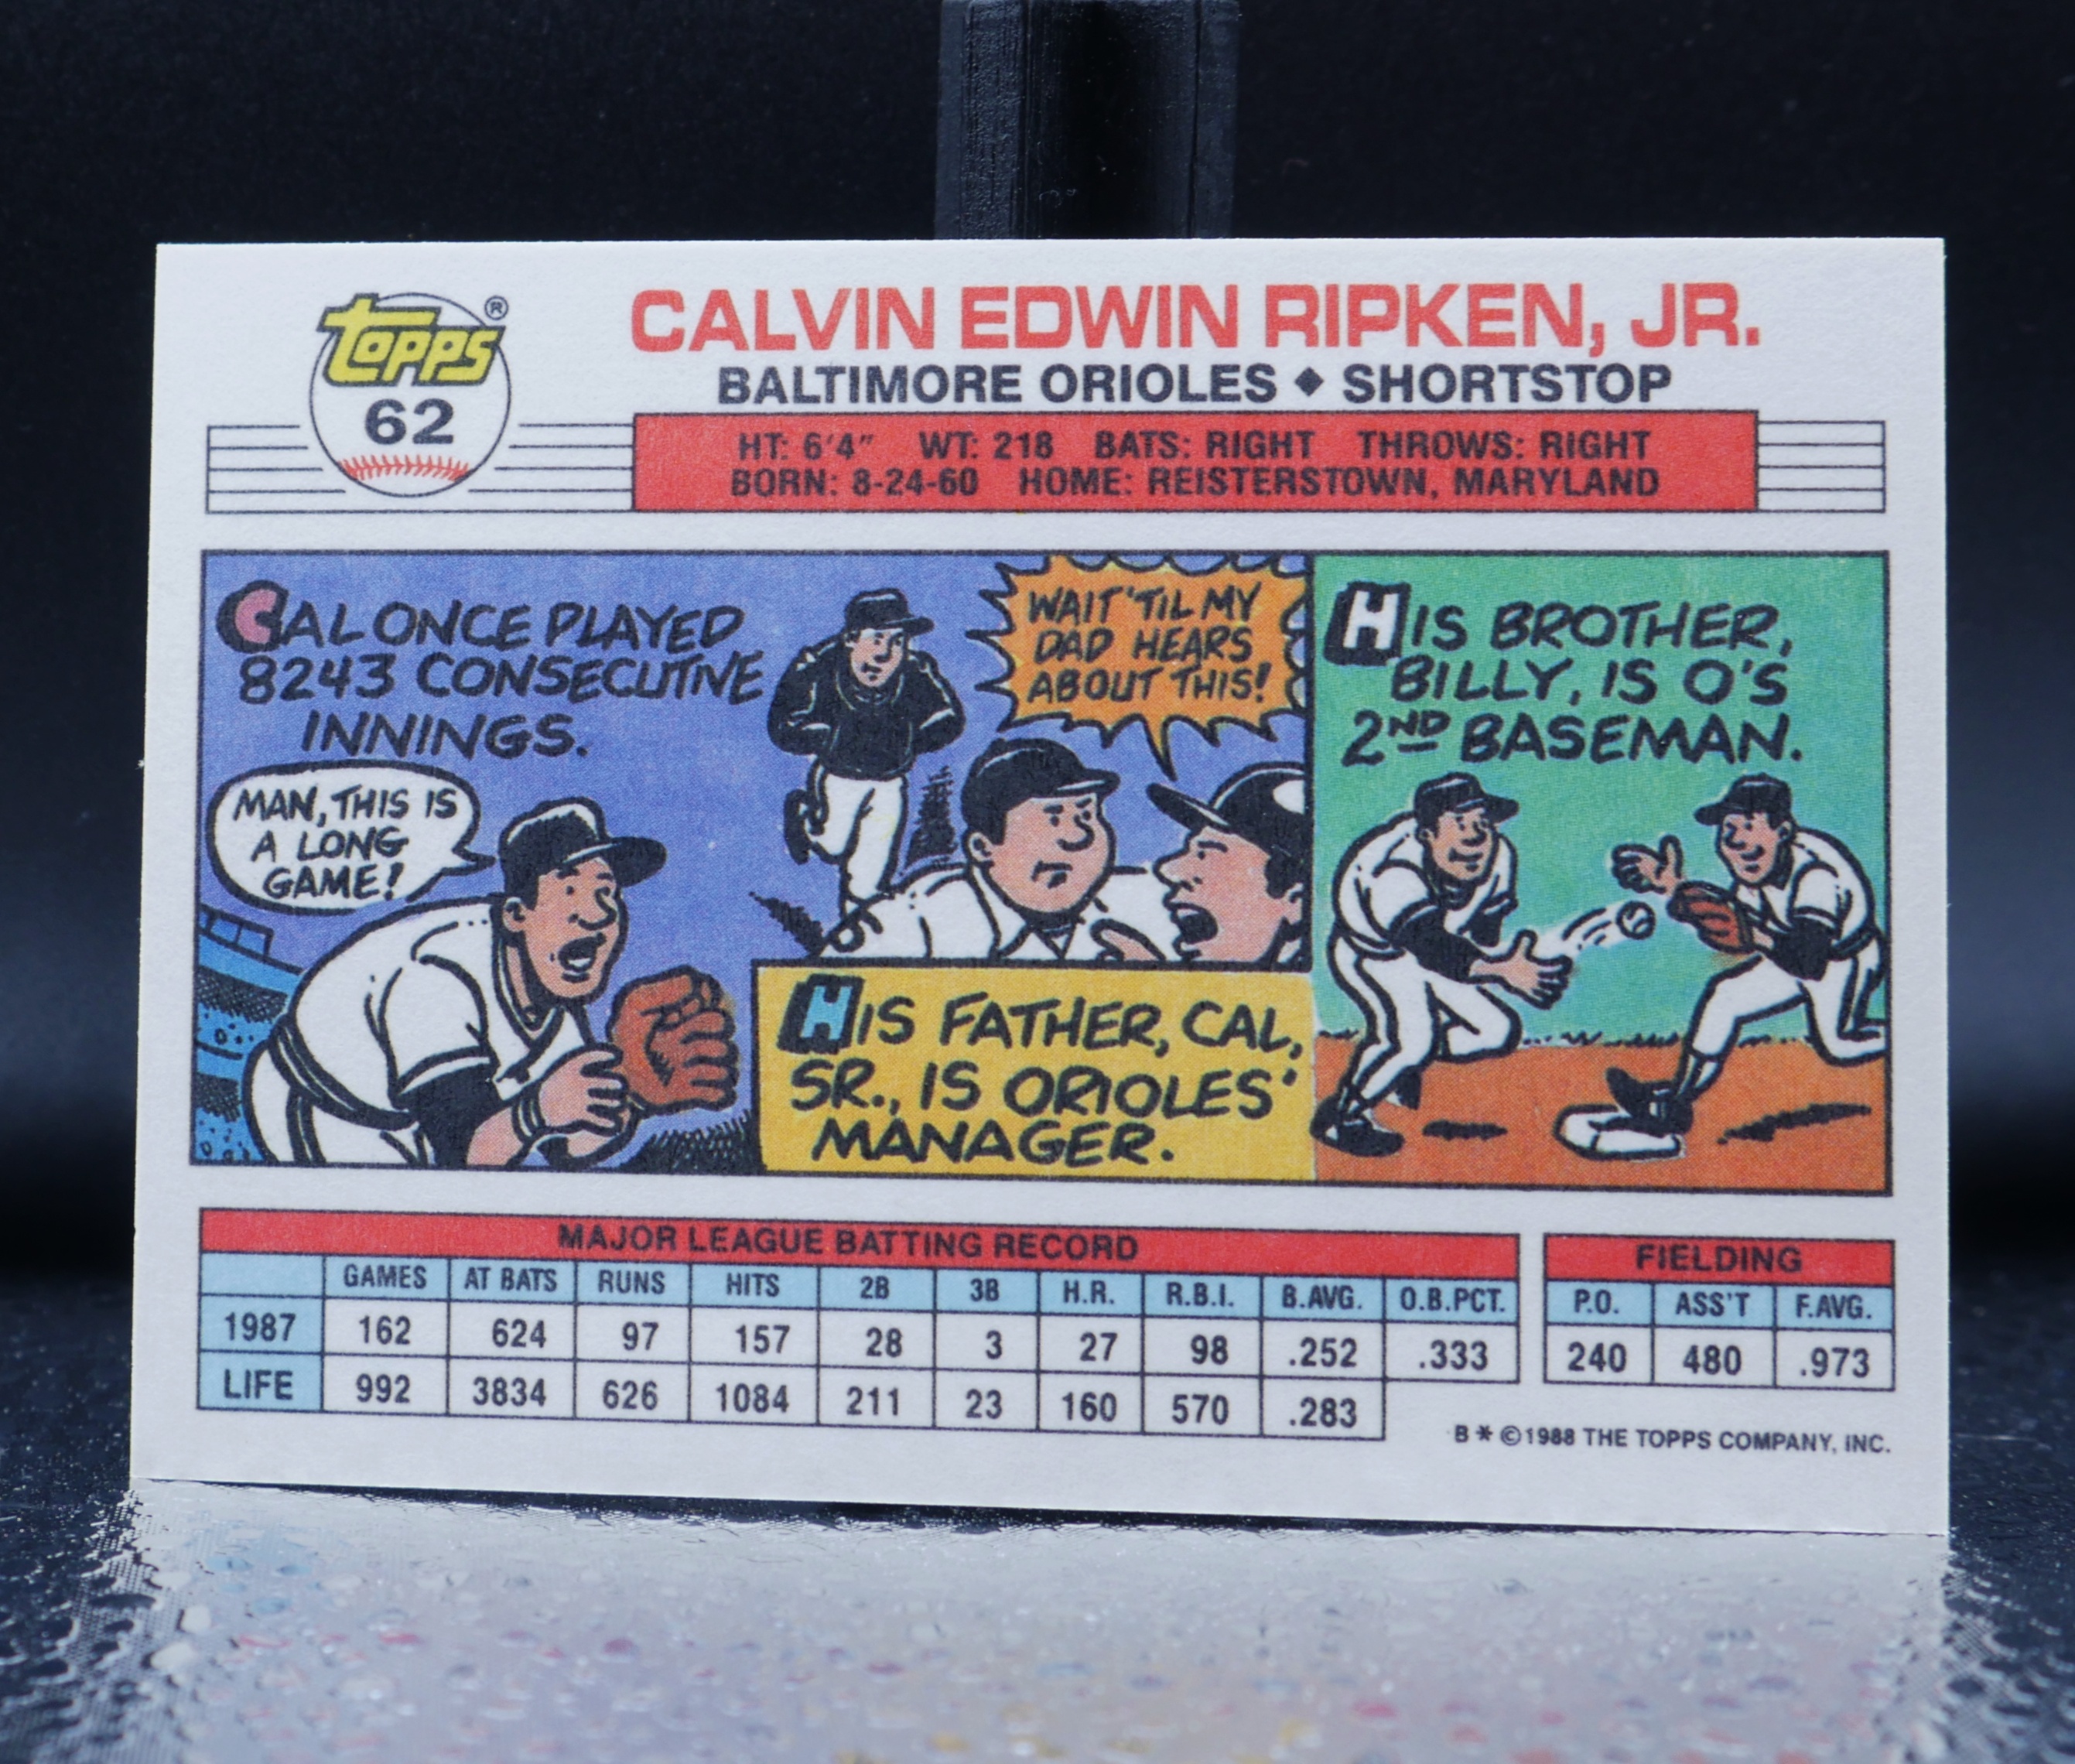 topps®
62
CALVIN EDWIN RIPKEN, JR.
BALTIMORE ORIOLES ◆ SHORTSTOP
HT: 6'4" WT: 218 BATS: RIGHT THROWS: RIGHT
BORN: 8-24-60 HOME: REISTERSTOWN, MARYLAND
CAL ONCE PLAYED
8243 CONSECUTIVE
INNINGS.
MAN, THIS IS
A LONG
GAME!
WAIT 'TIL MY
DAD HEARS
ABOUT THIS!
HIS FATHER, CAL,
SR., IS ORIOLES'
MANAGER.
HIS BROTHER,
BILLY, IS O'S
2ND BASEMAN.
MAJOR LEAGUE BATTING RECORD
GAMES AT BATS RUNS HITS 2B 3B H.R. R.B.I. B.AVG. O.B.PCT.
1987 162 624 97 157 28 3 27 98 .252 .333
LIFE 992 3834 626 1084 211 23 160 570 .283
FIELDING
P.O. ASS'T F.AVG.
240 480 .973
B * ©1988 THE TOPPS COMPANY, INC.